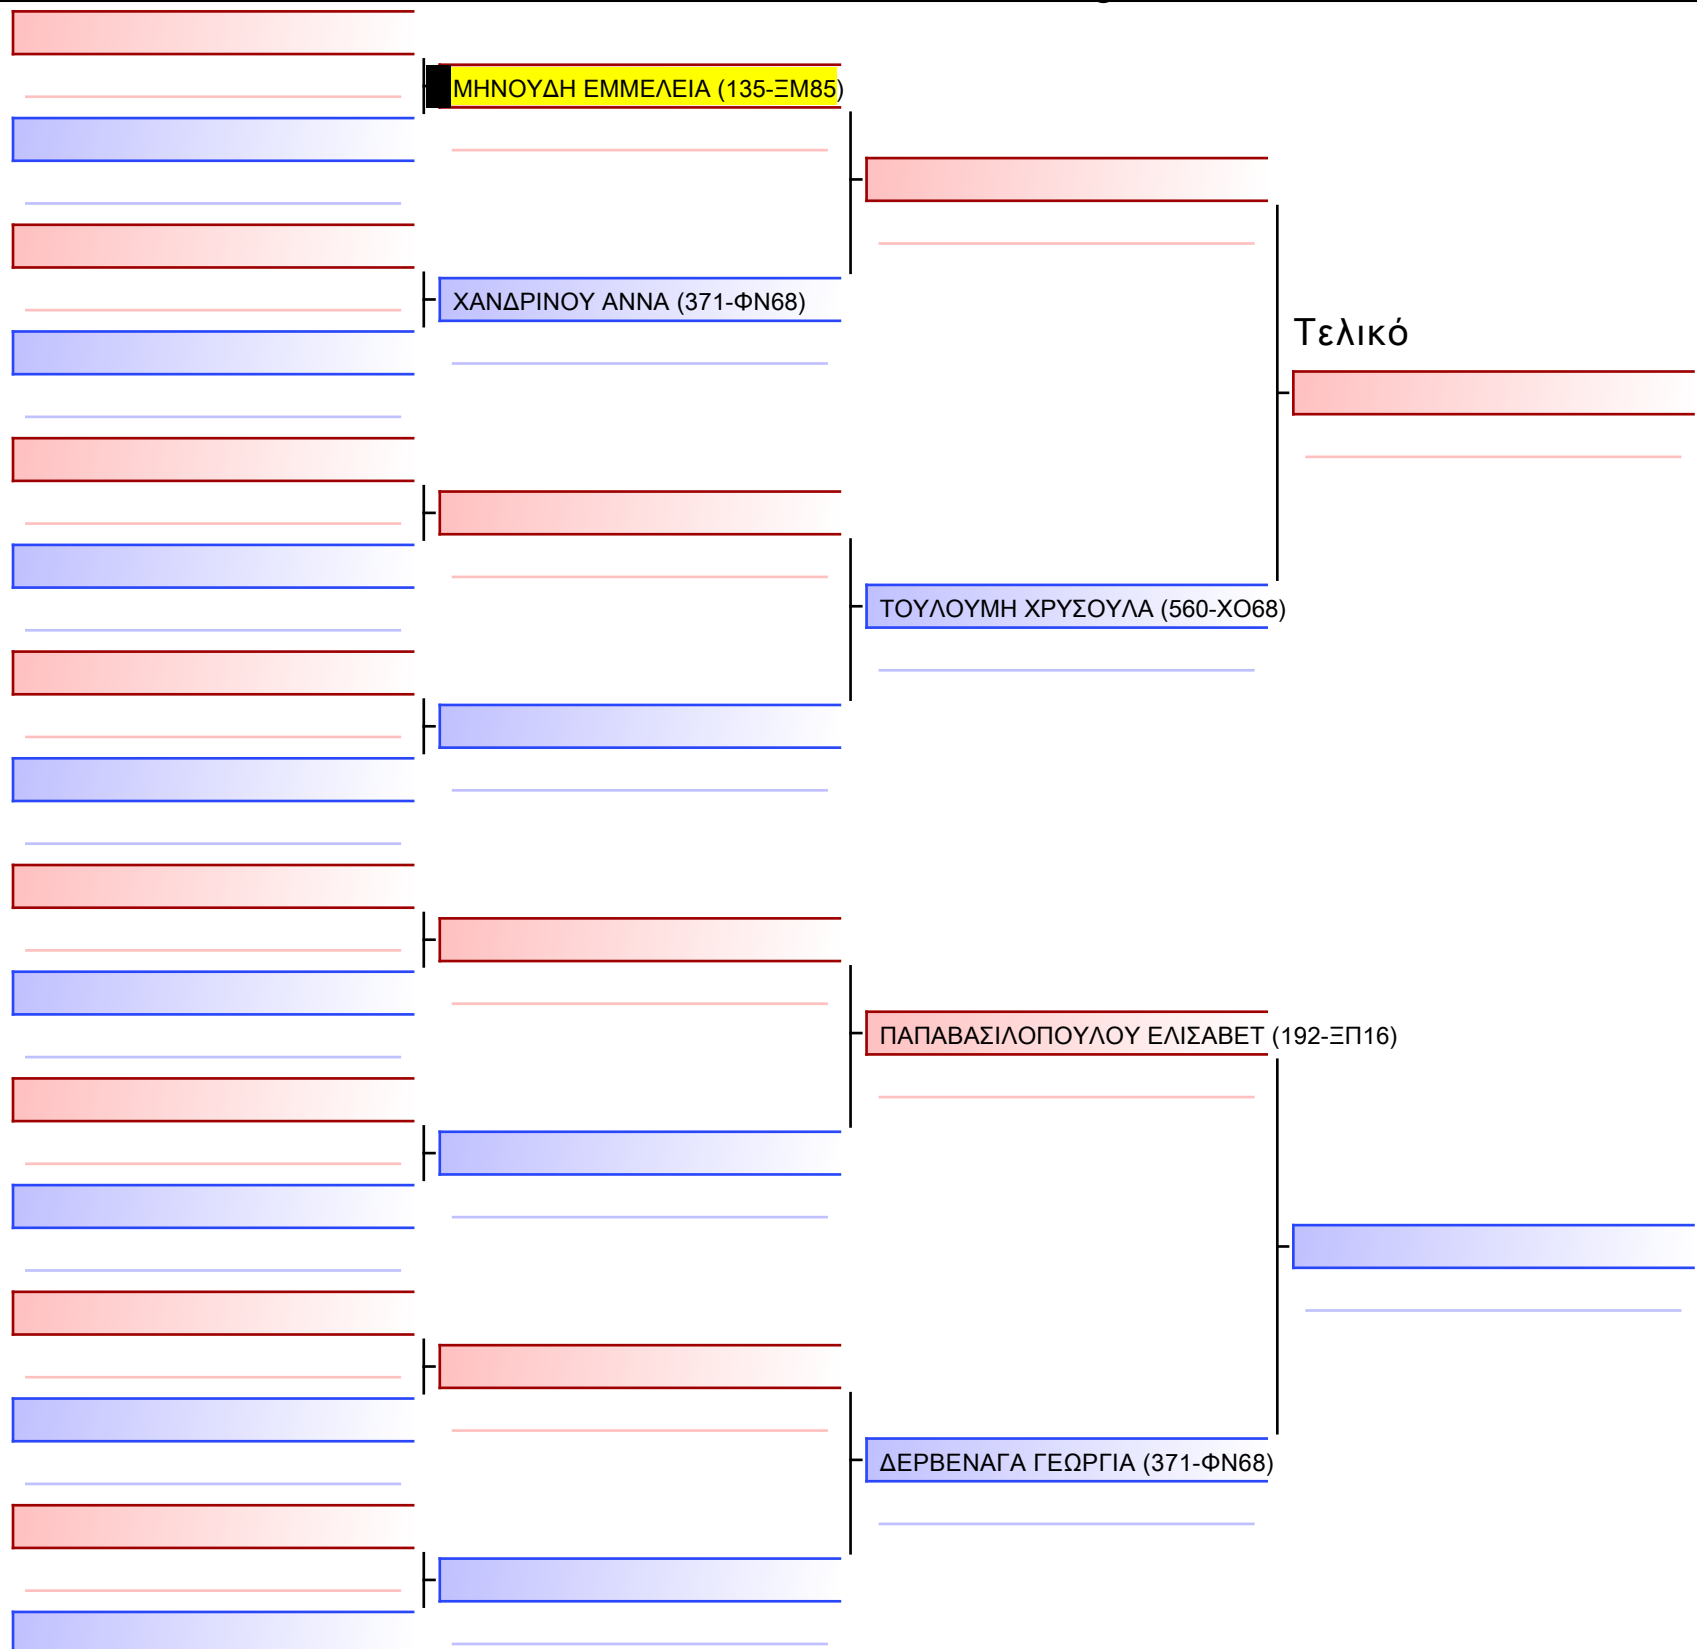 ΜΗΝΟΥΔΗ ΕΜΜΕΛΕΙΑ (135-ΞΜ85)
ΧΑΝΔΡΙΝΟΥ ΑΝΝΑ (371-ΦΝ68)
Τελικό
ΤΟΥΛΟΥΜΗ ΧΡΥΣΟΥΛΑ (560-ΧΟ68)
ΠΑΠΑΒΑΣΙΛΟΠΟΥΛΟΥ ΕΛΙΣΑΒΕΤ (192-ΞΠ16)
ΔΕΡΒΕΝΑΓΑ ΓΕΩΡΓΙΑ (371-ΦΝ68)